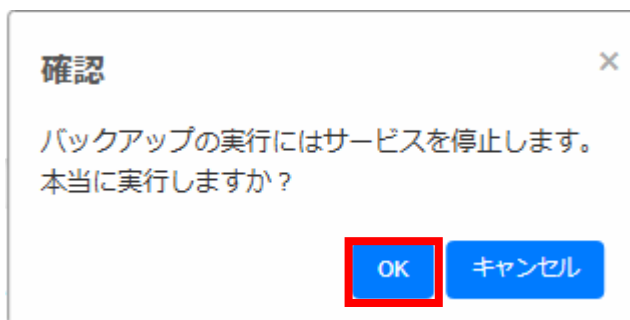 確認
×
バックアップの実行にはサービスを停止します。
本当に実行しますか？
OK
キャンセル